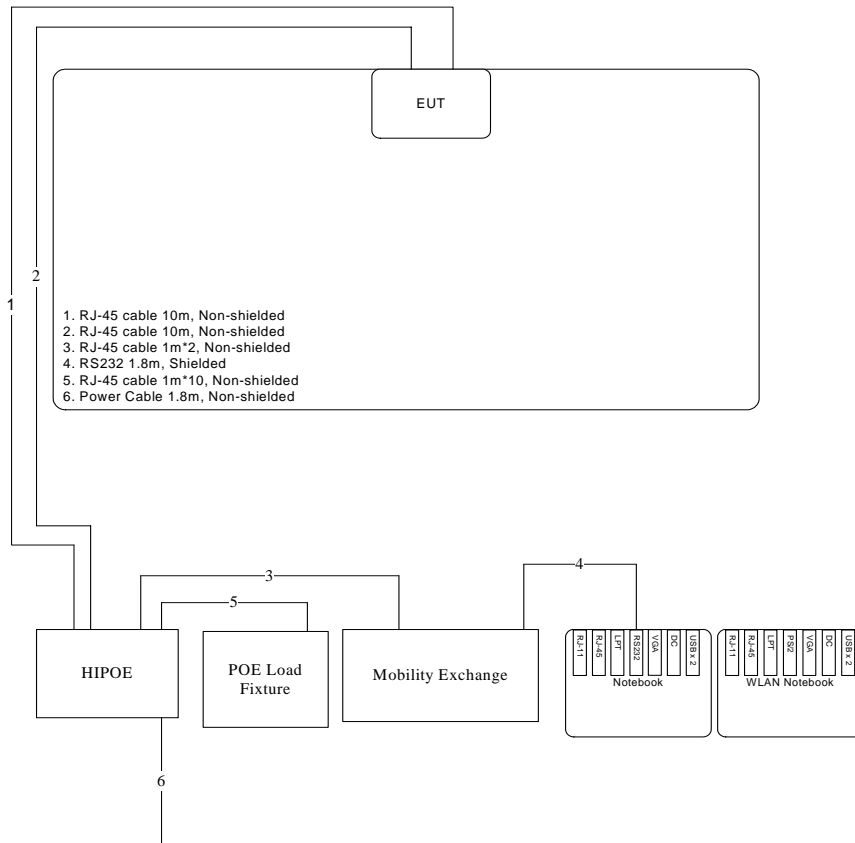 EUT
2
1
1. RJ-45 cable 10m, Non-shielded
2. RJ-45 cable 10m, Non-shielded
3. RJ-45 cable 1m*2, Non-shielded
4. RS232 1.8m, Shielded
5. RJ-45 cable 1m*10, Non-shielded
6. Power Cable 1.8m, Non-shielded
3
4
5
HIPOE
POE Load
Fixture
Mobility Exchange
RJ-11
RJ-45
LPT
RS232
VGA
DC
USB x 2
Notebook
RJ-11
RJ-45
LPT
PS/2
VGA
DC
USB x 2
WLAN Notebook
6